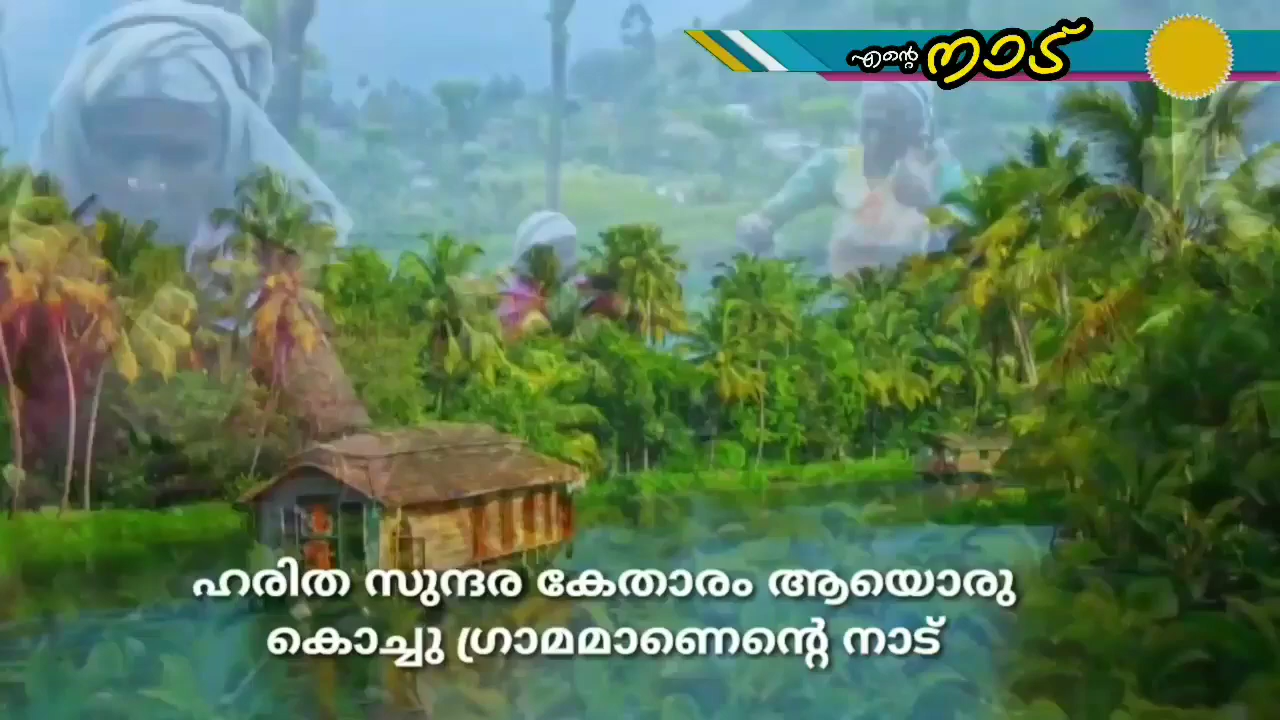 എന്റെ നാട്
ഹരിത സുന്ദര കേതാരം ആയൊരു
കൊച്ചു ഗ്രാമമാണെന്റെ നാട്